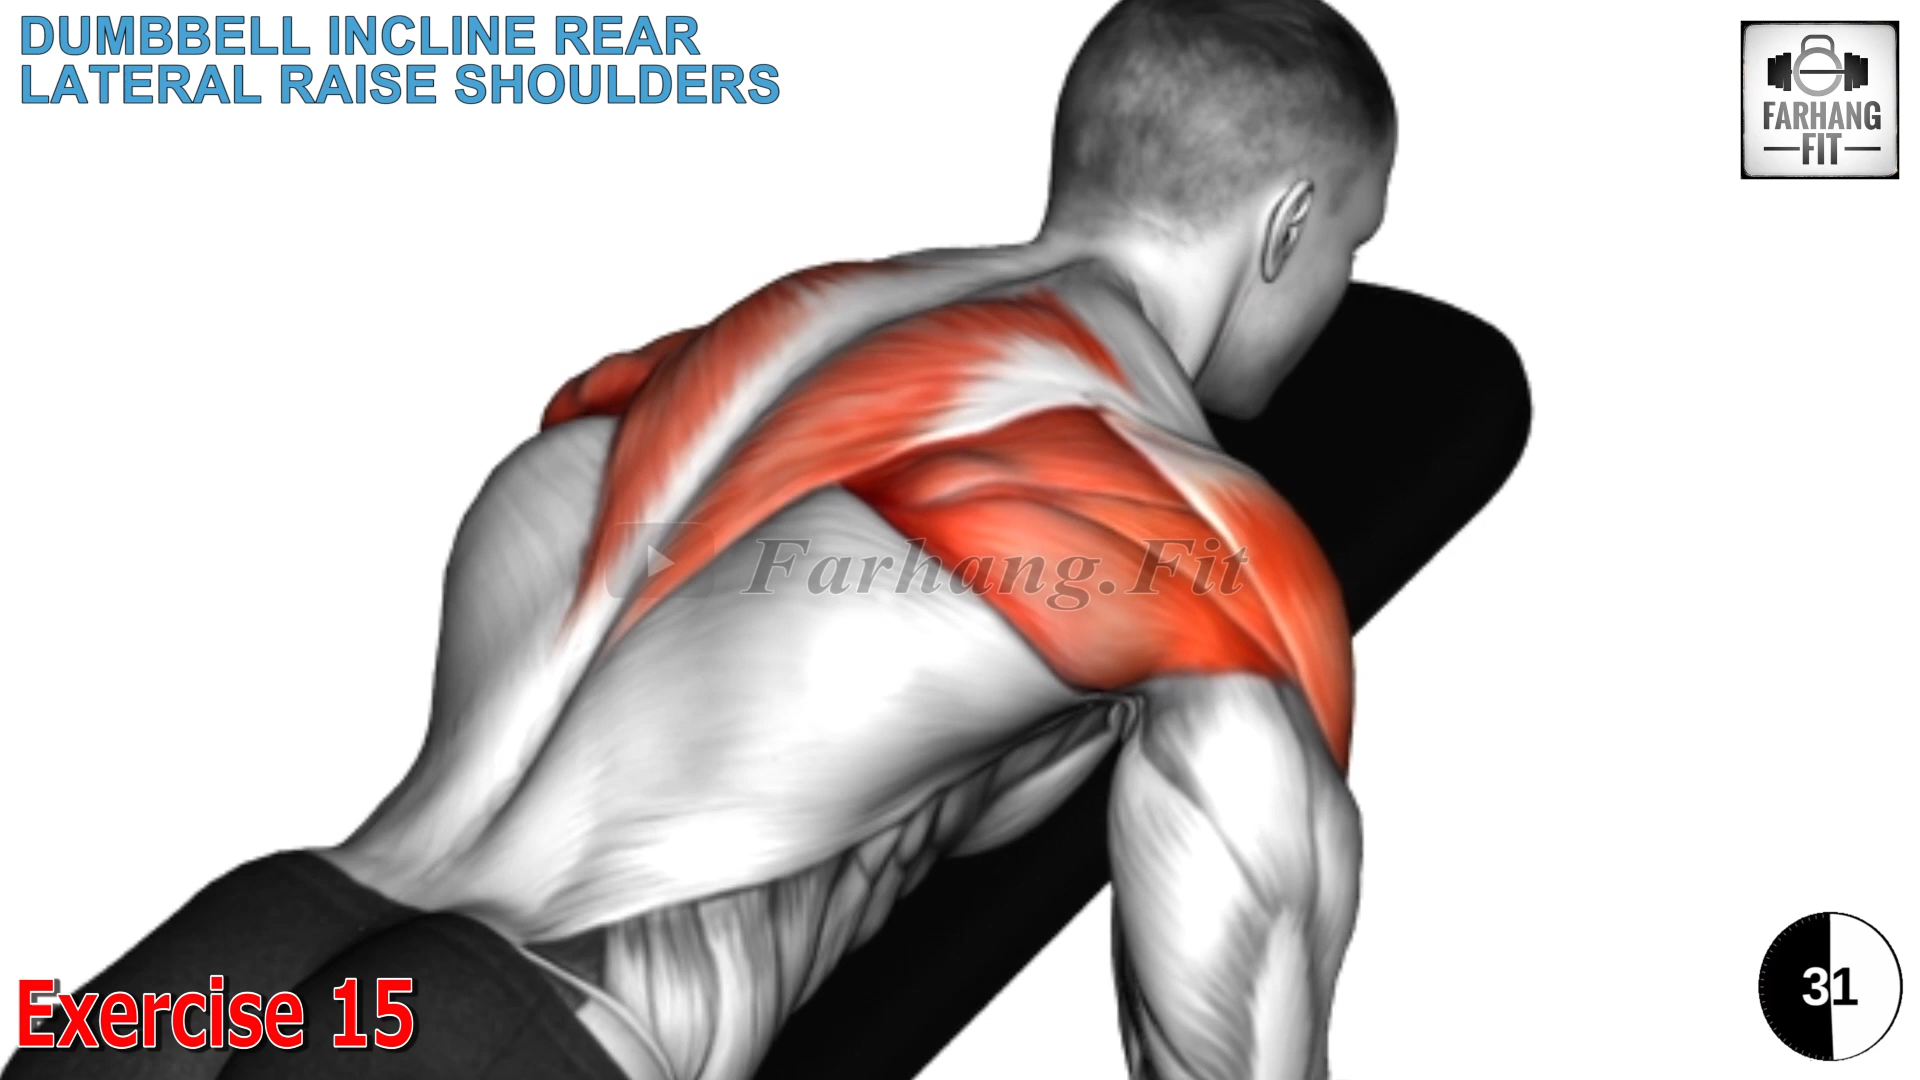 DUMBBELL INCLINE REAR
LATERAL RAISE SHOULDERS
FARHANG
FIT
Farhang.Fit
Exercise 15
31